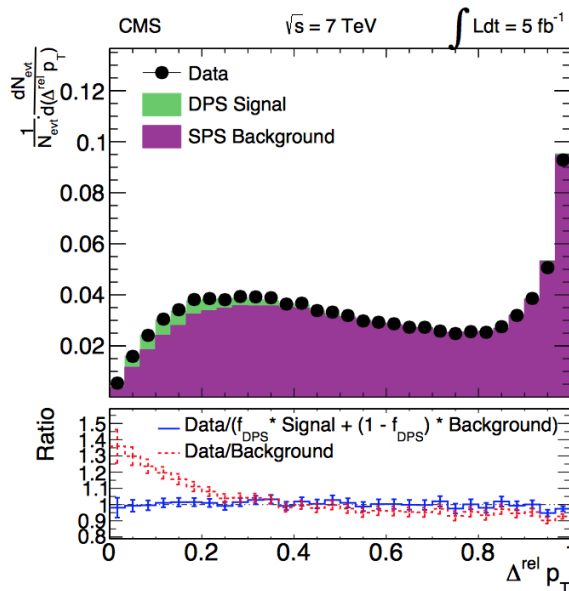 CMS √s = 7 TeV ∫ Ldt = 5 fb⁻¹
1/N_evt · dN_evt/d(Δ^rel p_T)
0.12
0.1
0.08
0.06
0.04
0.02
Data
DPS Signal
SPS Background
Ratio
1.5
1.4
1.3
1.2
1.1
1
0.9
0.8
Data/(f_DPS * Signal + (1 - f_DPS) * Background)
Data/Background
0 0.2 0.4 0.6 0.8 1
Δ^rel p_T